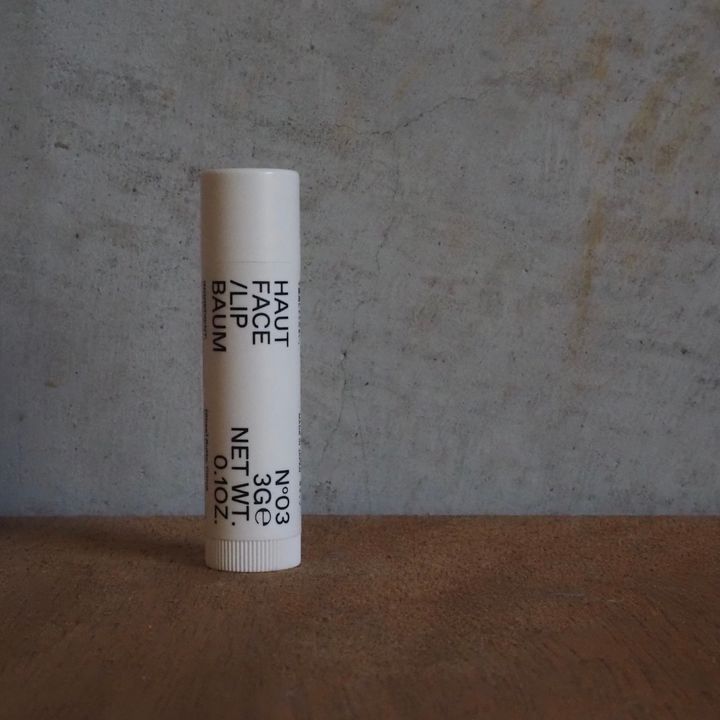 HAUT
FACE
/LIP
BAUM
N°03
3G℮
NET WT.
0.1OZ.